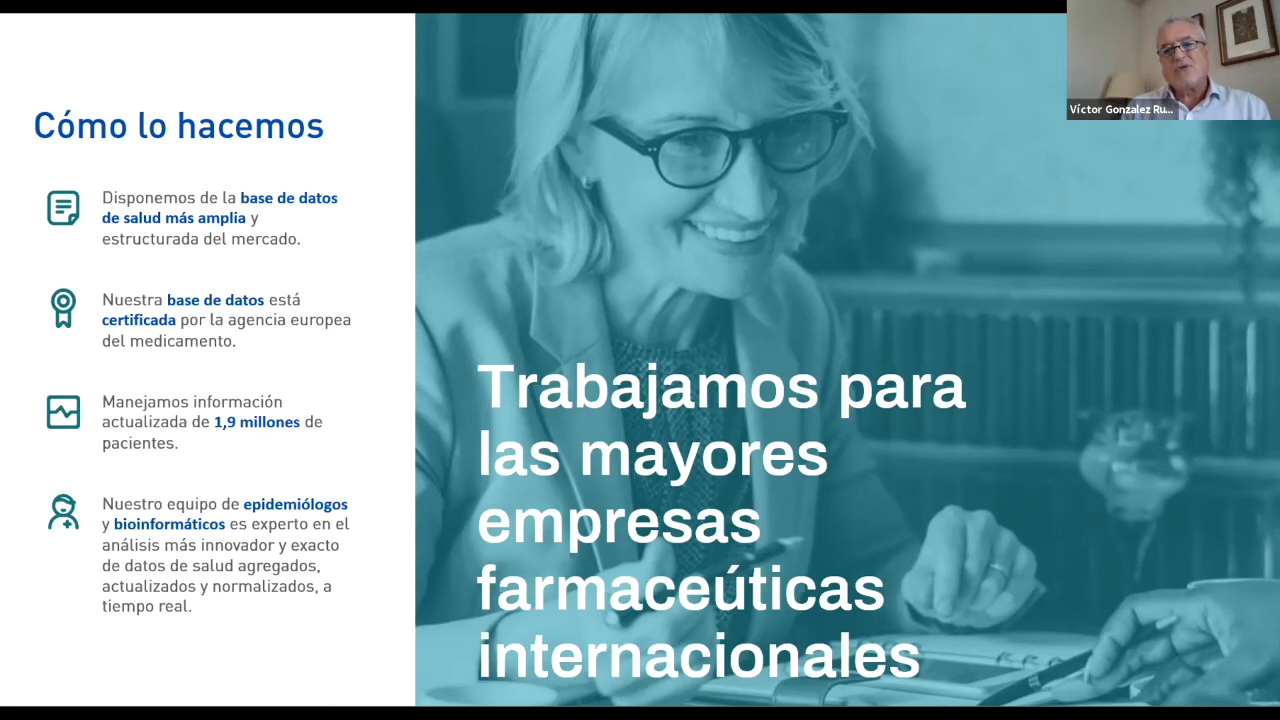 Cómo lo hacemos
Disponemos de la base de datos
de salud más amplia y
estructurada del mercado.
Nuestra base de datos está
certificada por la agencia europea
del medicamento.
Manejamos información
actualizada de 1,9 millones de
pacientes.
Nuestro equipo de epidemiólogos
y bioinformáticos es experto en el
análisis más innovador y exacto
de datos de salud agregados,
actualizados y normalizados, a
tiempo real.
Trabajamos para
las mayores
empresas
farmaceúticas
internacionales
Víctor Gonzalez Ru...